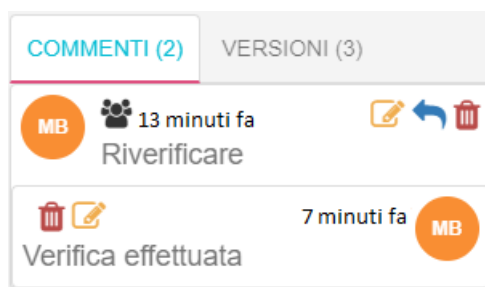 COMMENTI (2) VERSIONI (3)
MB 13 minuti fa
Riverificare
7 minuti fa MB
Verifica effettuata